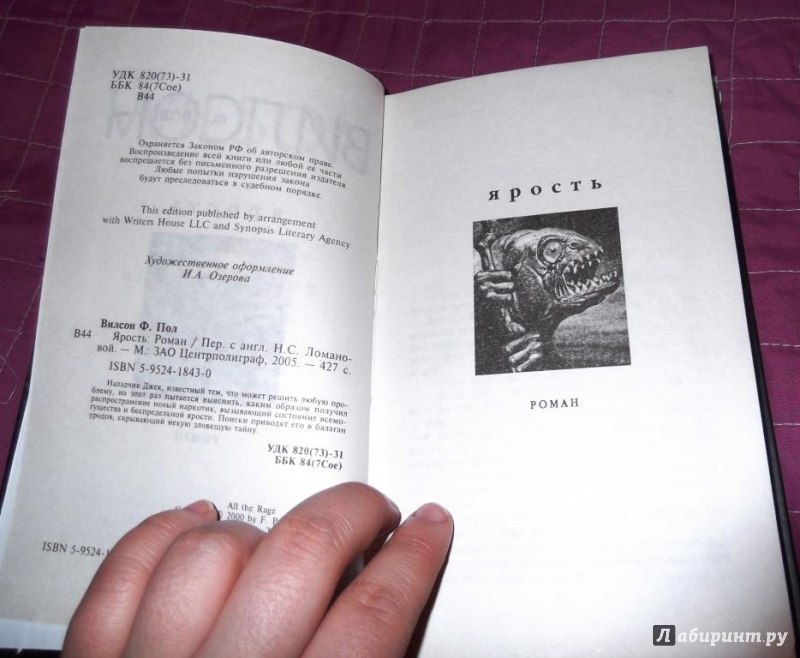 УДК 820(73)-31
ББК 84(7Сое)
В44
Охраняется Законом РФ об авторском праве.
Воспроизведение всей книги или любой ее части
воспрещается без письменного разрешения издателя.
Любые попытки нарушения закона
будут преследоваться в судебном порядке.
This edition published by arrangement
with Writers House LLC and Synopsis Literary Agency
Художественное оформление
И.А. Озерова
Вилсон Ф. Пол
В44 Ярость: Роман / Пер. с англ. Н.С. Ломано-
вой. — М.: ЗАО Центрполиграф, 2005. — 427 с.
ISBN 5-9524-1843-0
Наладчик Джек, известный тем, что может решить любую про-
блему, на этот раз пытается выяснить, каким образом получил
распространение новый наркотик, вызывающий состояние всемо-
гущества и беспредельной ярости. Поиски приводят его в балаган
уродов, скрывающий некую зловещую тайну.
УДК 820(73)-31
ББК 84(7Сое)
All the Rage
© 2000 by F.
ISBN 5-9524-1
ярость
РОМАН
Лабиринт.ру